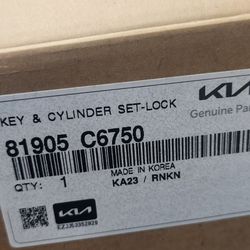 KEY & CYLINDER SET-LOCK
KIA
Genuine Pa
81905 C6750
MADE IN KOREA
QTY: 1
KA23 / RNKN
KIA